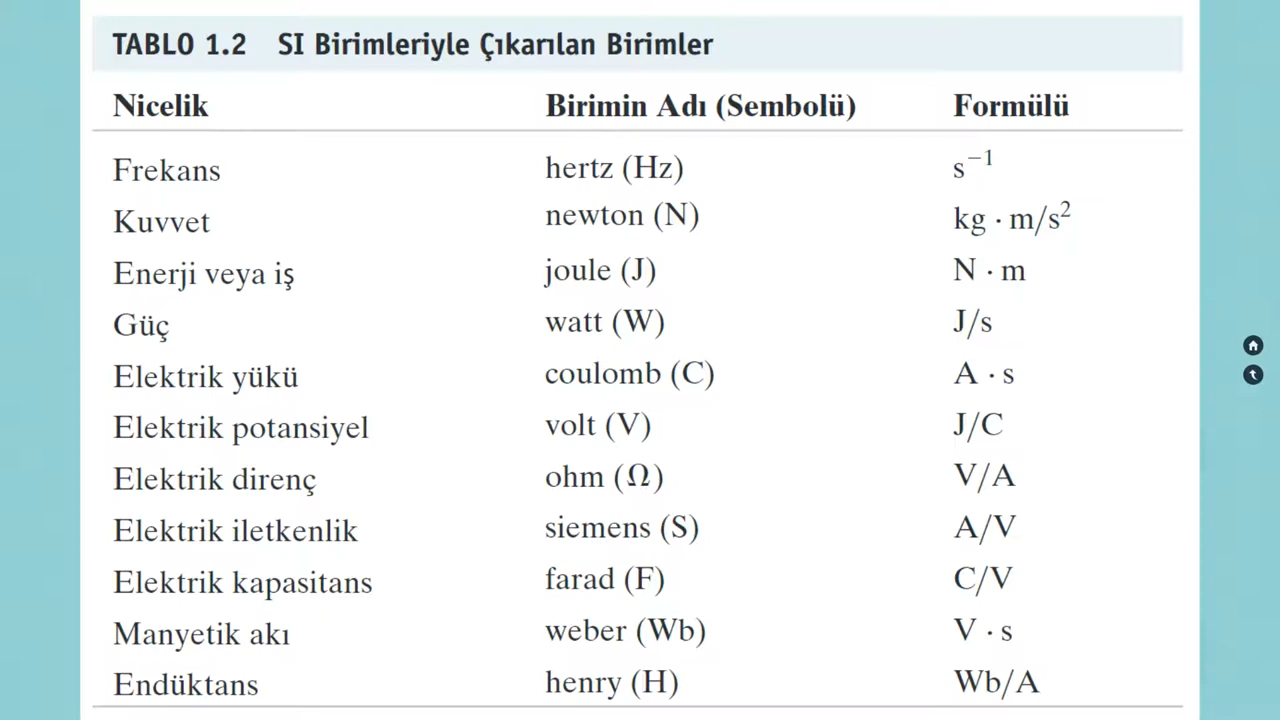 TABLO 1.2 SI Birimleriyle Çıkarılan Birimler
Nicelik Birimin Adı (Sembolü) Formülü
Frekans hertz (Hz) s⁻¹
Kuvvet newton (N) kg · m/s²
Enerji veya iş joule (J) N · m
Güç watt (W) J/s
Elektrik yükü coulomb (C) A · s
Elektrik potansiyel volt (V) J/C
Elektrik direnç ohm (Ω) V/A
Elektrik iletkenlik siemens (S) A/V
Elektrik kapasitans farad (F) C/V
Manyetik akı weber (Wb) V · s
Endüktans henry (H) Wb/A